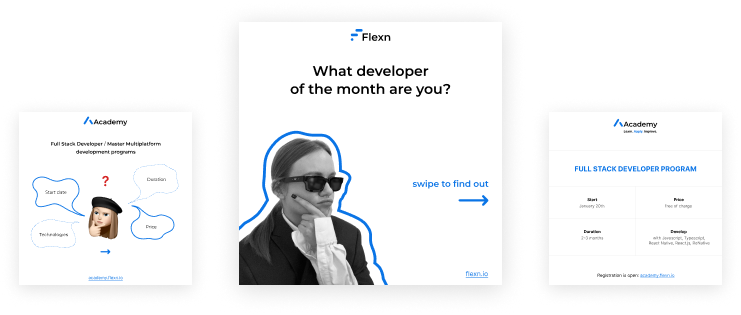 Academy
Full Stack Developer / Master Multiplatform
development programs
?
Duration
Start date
Technologies
Price
academy.flexn.io
Flexn
What developer
of the month are you?
swipe to find out
flexn.io
Academy
Learn. Apply. Improve.
FULL STACK DEVELOPER PROGRAM
Start
January 20th
Price
Free of charge
Duration
2-3 months
Develop
with Javascript, Typescript,
React Native, React.js, ReNative
Registration is open: academy.flexn.io